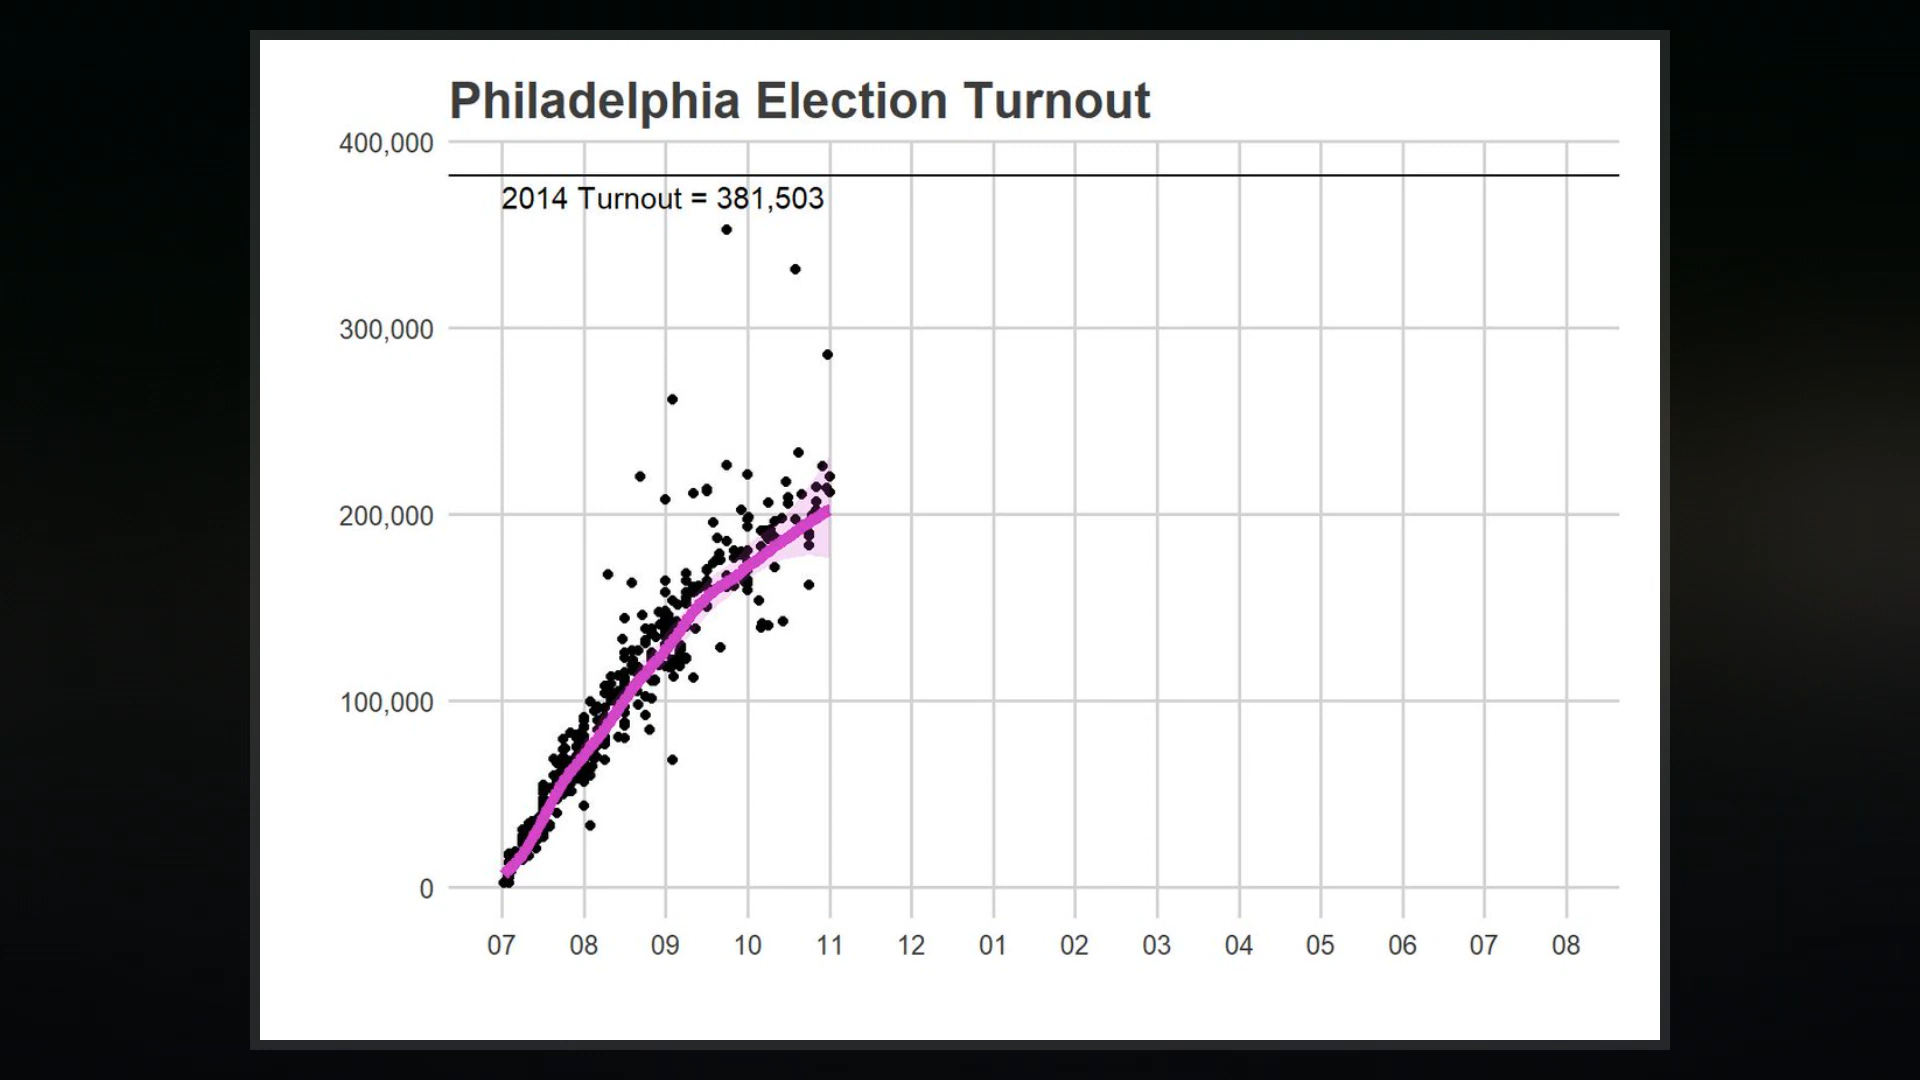 Philadelphia Election Turnout
400,000
2014 Turnout = 381,503
300,000
200,000
100,000
0
07 08 09 10 11 12 01 02 03 04 05 06 07 08